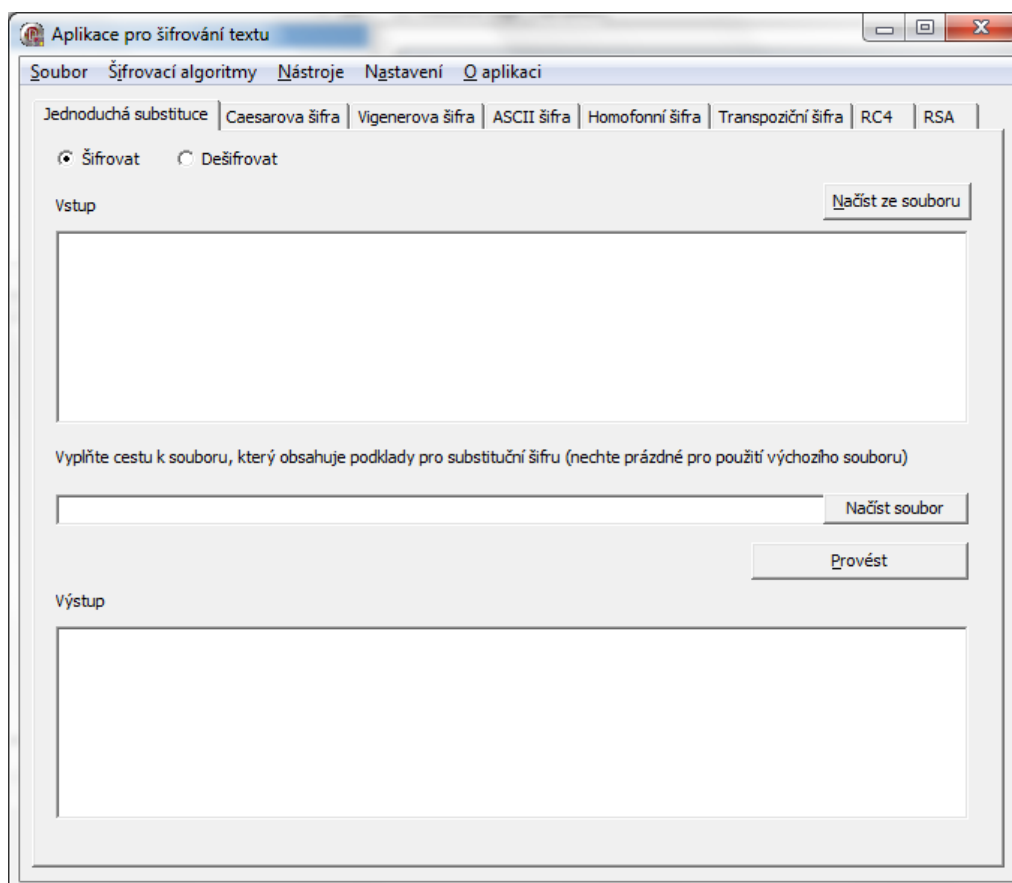 Aplikace pro šifrování textu
Soubor Šifrovací algoritmy Nástroje Nastavení O aplikaci
Jednoduchá substituce Caesarova šifra Vigenerova šifra ASCII šifra Homofonní šifra Transpoziční šifra RC4 RSA
Šifrovat Dešifrovat
Vstup Načíst ze souboru
Vyplňte cestu k souboru, který obsahuje podklady pro substituční šifru (nechte prázdné pro použití výchozího souboru)
Načíst soubor
Provést
Výstup